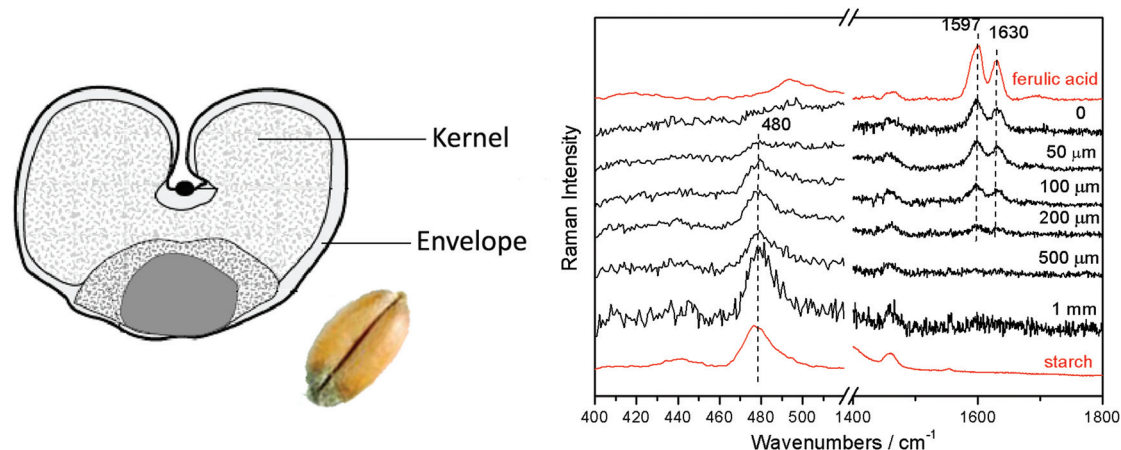 Kernel
Envelope
1597
1630
ferulic acid
0
480
50 μm
100 μm
200 μm
500 μm
1 mm
starch
Raman Intensity
400 420 440 460 480 500 520 1400 1600 1800
Wavenumbers / cm⁻¹